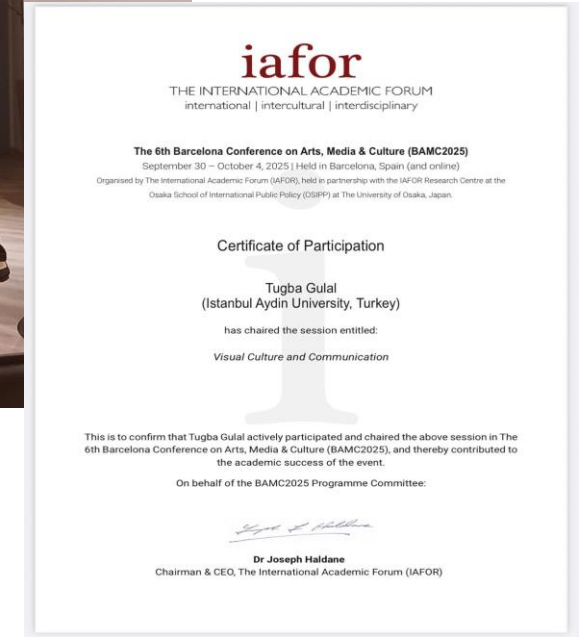 iafor
THE INTERNATIONAL ACADEMIC FORUM
international | intercultural | interdisciplinary
The 6th Barcelona Conference on Arts, Media & Culture (BAMC2025)
September 30 – October 4, 2025 | Held in Barcelona, Spain (and online)
Organised by The International Academic Forum (IAFOR), held in partnership with the IAFOR Research Centre at the
Osaka School of International Public Policy (OSIPP) at The University of Osaka, Japan.
Certificate of Participation
Tugba Gulal
(Istanbul Aydin University, Turkey)
has chaired the session entitled:
Visual Culture and Communication
This is to confirm that Tugba Gulal actively participated and chaired the above session in The
6th Barcelona Conference on Arts, Media & Culture (BAMC2025), and thereby contributed to
the academic success of the event.
On behalf of the BAMC2025 Programme Committee:
Dr Joseph Haldane
Chairman & CEO, The International Academic Forum (IAFOR)